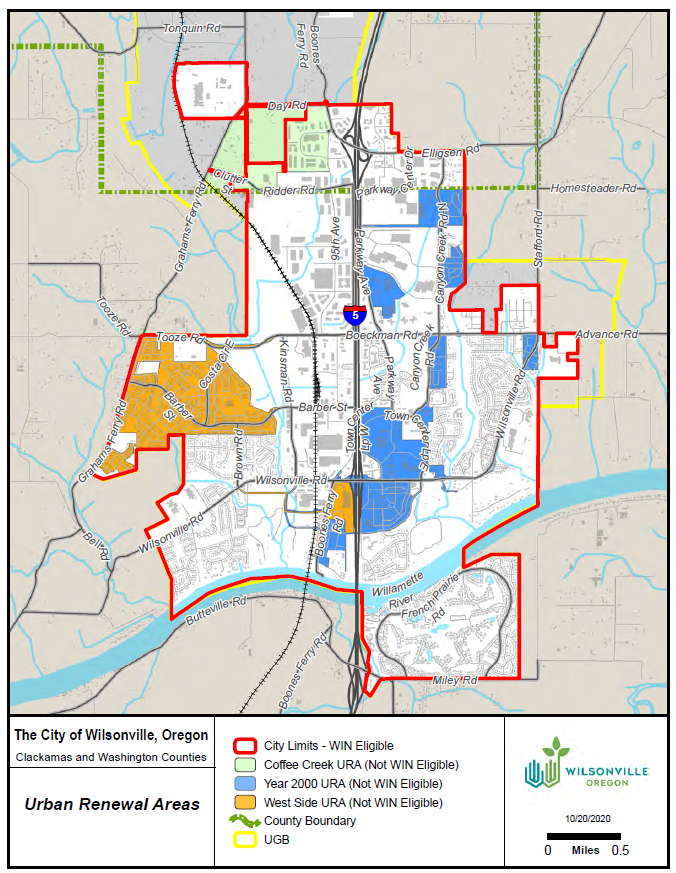 Tonquin Rd
Boones
Ferry Rd
Day Rd
Elligsen Rd
Clutter
St
Ridder Rd
Parkway Center Dr
Homesteader Rd
Grahams Ferry Rd
95th Ave
Parkway Ave
Canyon Creek Rd N
Stafford Rd
5
Tooze Rd
Tooze Rd
Boeckman Rd
Advance Rd
Costa Cir E
Kinsman Rd
Parkway
Ave
Canyon Creek
Rd
Barber
St
Barber St
Town Center
Lp W
Town Center Lp E
Wilsonville Rd
Grahams Ferry Rd
Brown Rd
Wilsonville Rd
Boones Ferry
Rd
Bell Rd
Wilsonville Rd
Willamette
River
French Prairie
Rd
Butteville Rd
Boones Ferry Rd
Miley Rd
The City of Wilsonville, Oregon
Clackamas and Washington Counties
Urban Renewal Areas
City Limits - WIN Eligible
Coffee Creek URA (Not WIN Eligible)
Year 2000 URA (Not WIN Eligible)
West Side URA (Not WIN Eligible)
County Boundary
UGB
WILSONVILLE
OREGON
10/20/2020
0 Miles 0.5